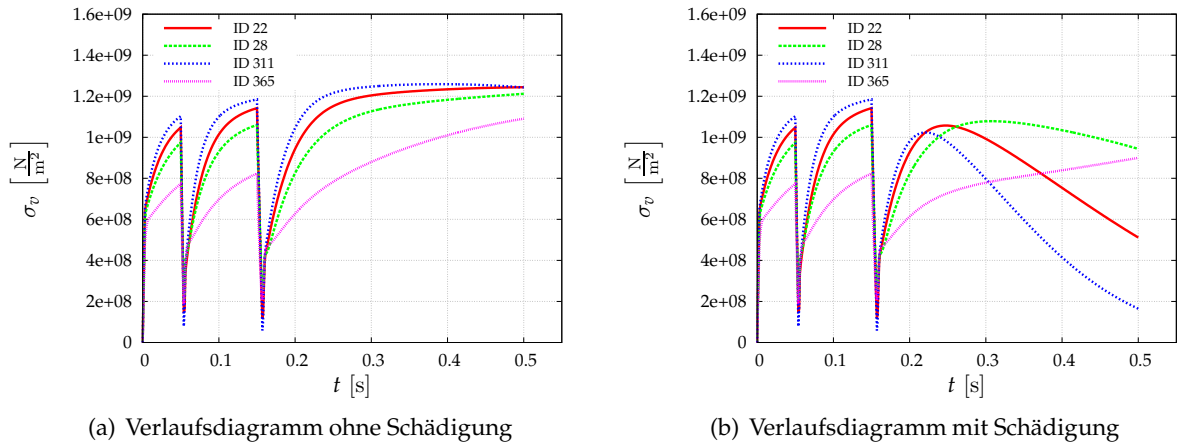 1.6e+09
1.4e+09
1.2e+09
1e+09
8e+08
6e+08
4e+08
2e+08
0
σv [N/m²]
ID 22
ID 28
ID 311
ID 365
0 0.1 0.2 0.3 0.4 0.5
t [s]
(a) Verlaufsdiagramm ohne Schädigung
1.6e+09
1.4e+09
1.2e+09
1e+09
8e+08
6e+08
4e+08
2e+08
0
σv [N/m²]
ID 22
ID 28
ID 311
ID 365
0 0.1 0.2 0.3 0.4 0.5
t [s]
(b) Verlaufsdiagramm mit Schädigung